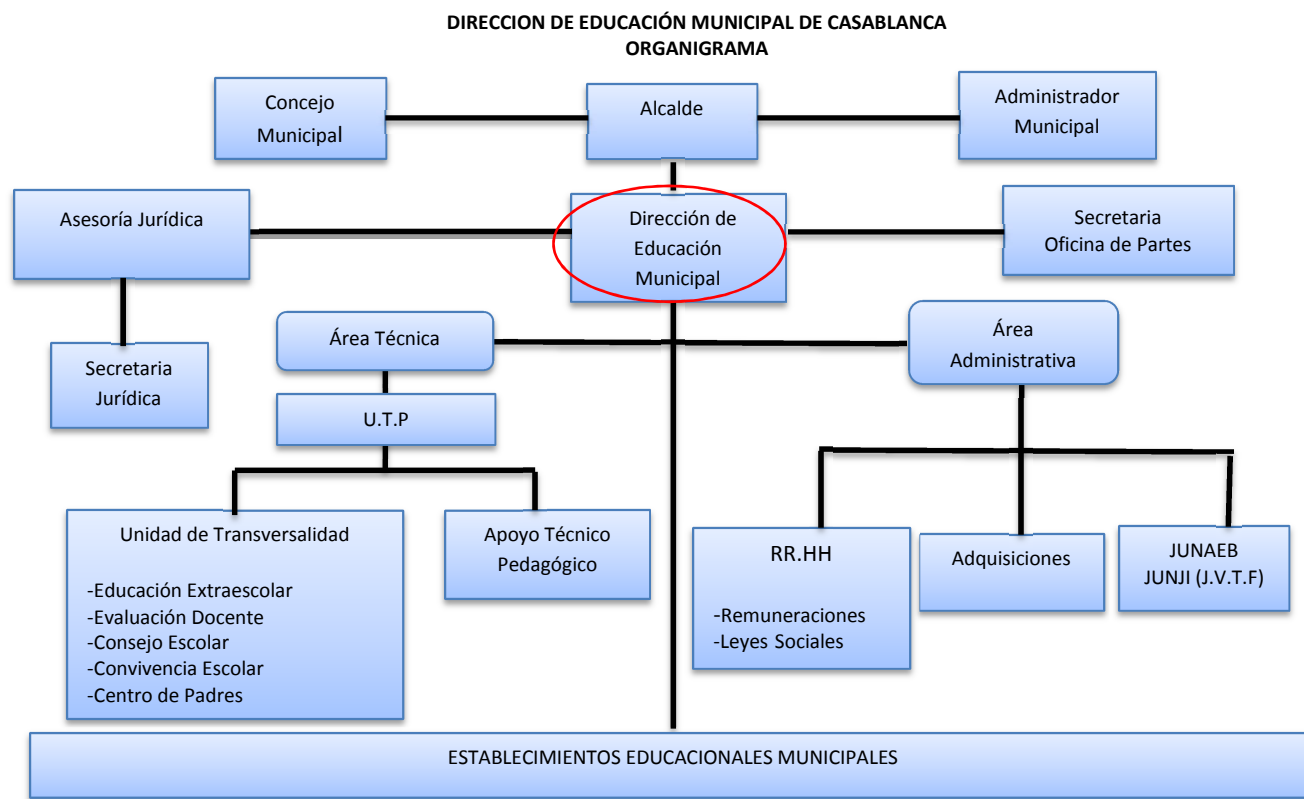 DIRECCION DE EDUCACIÓN MUNICIPAL DE CASABLANCA
ORGANIGRAMA
Concejo
Municipal
Alcalde
Administrador
Municipal
Asesoría Jurídica
Dirección de
Educación
Municipal
Secretaria
Oficina de Partes
Secretaria
Jurídica
Área Técnica
Área
Administrativa
U.T.P
Unidad de Transversalidad
-Educación Extraescolar
-Evaluación Docente
-Consejo Escolar
-Convivencia Escolar
-Centro de Padres
Apoyo Técnico
Pedagógico
RR.HH
-Remuneraciones
-Leyes Sociales
Adquisiciones
JUNAEB
JUNJI (J.V.T.F)
ESTABLECIMIENTOS EDUCACIONALES MUNICIPALES